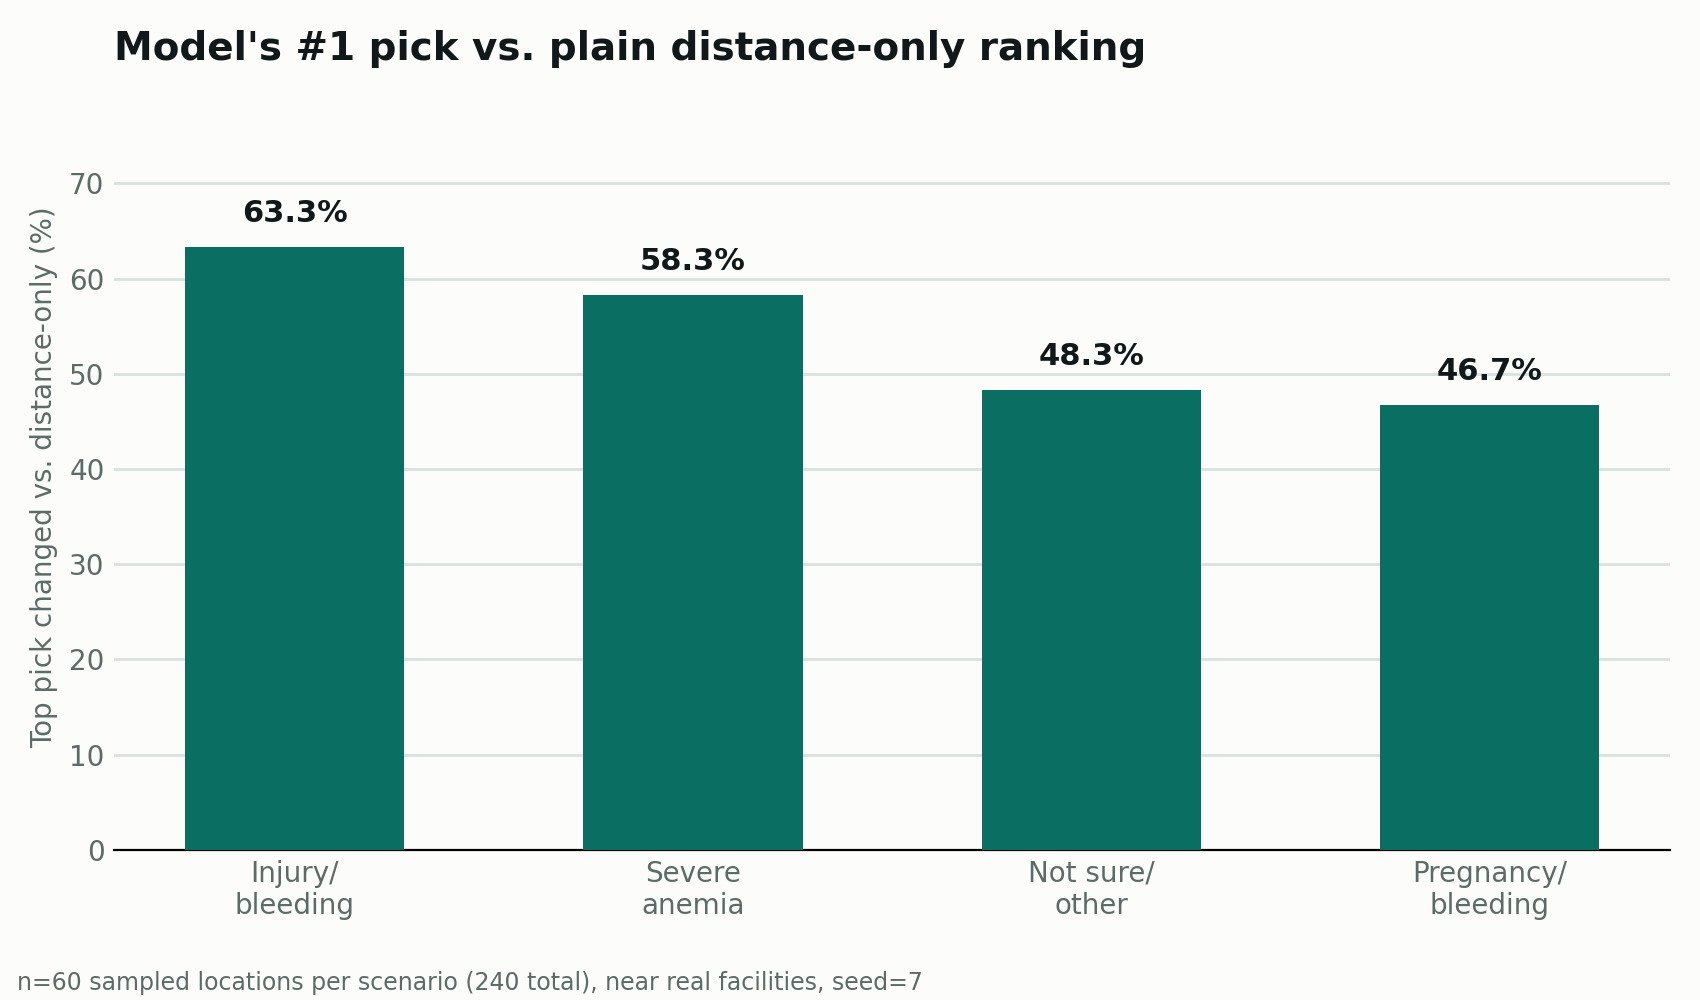 Model's #1 pick vs. plain distance-only ranking
Top pick changed vs. distance-only (%)
70
60
50
40
30
20
10
0
63.3%
58.3%
48.3%
46.7%
Injury/
bleeding
Severe
anemia
Not sure/
other
Pregnancy/
bleeding
n=60 sampled locations per scenario (240 total), near real facilities, seed=7